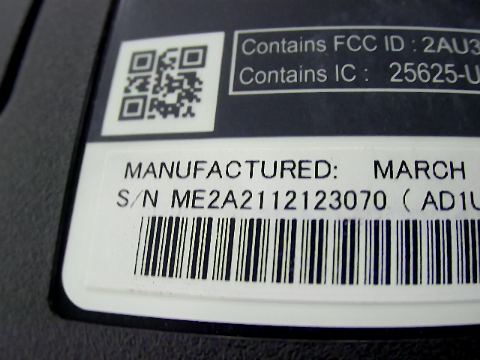 Contains FCC ID : 2AU3
Contains IC : 25625-U
MANUFACTURED: MARCH
S/N ME2A2112123070 ( AD1U